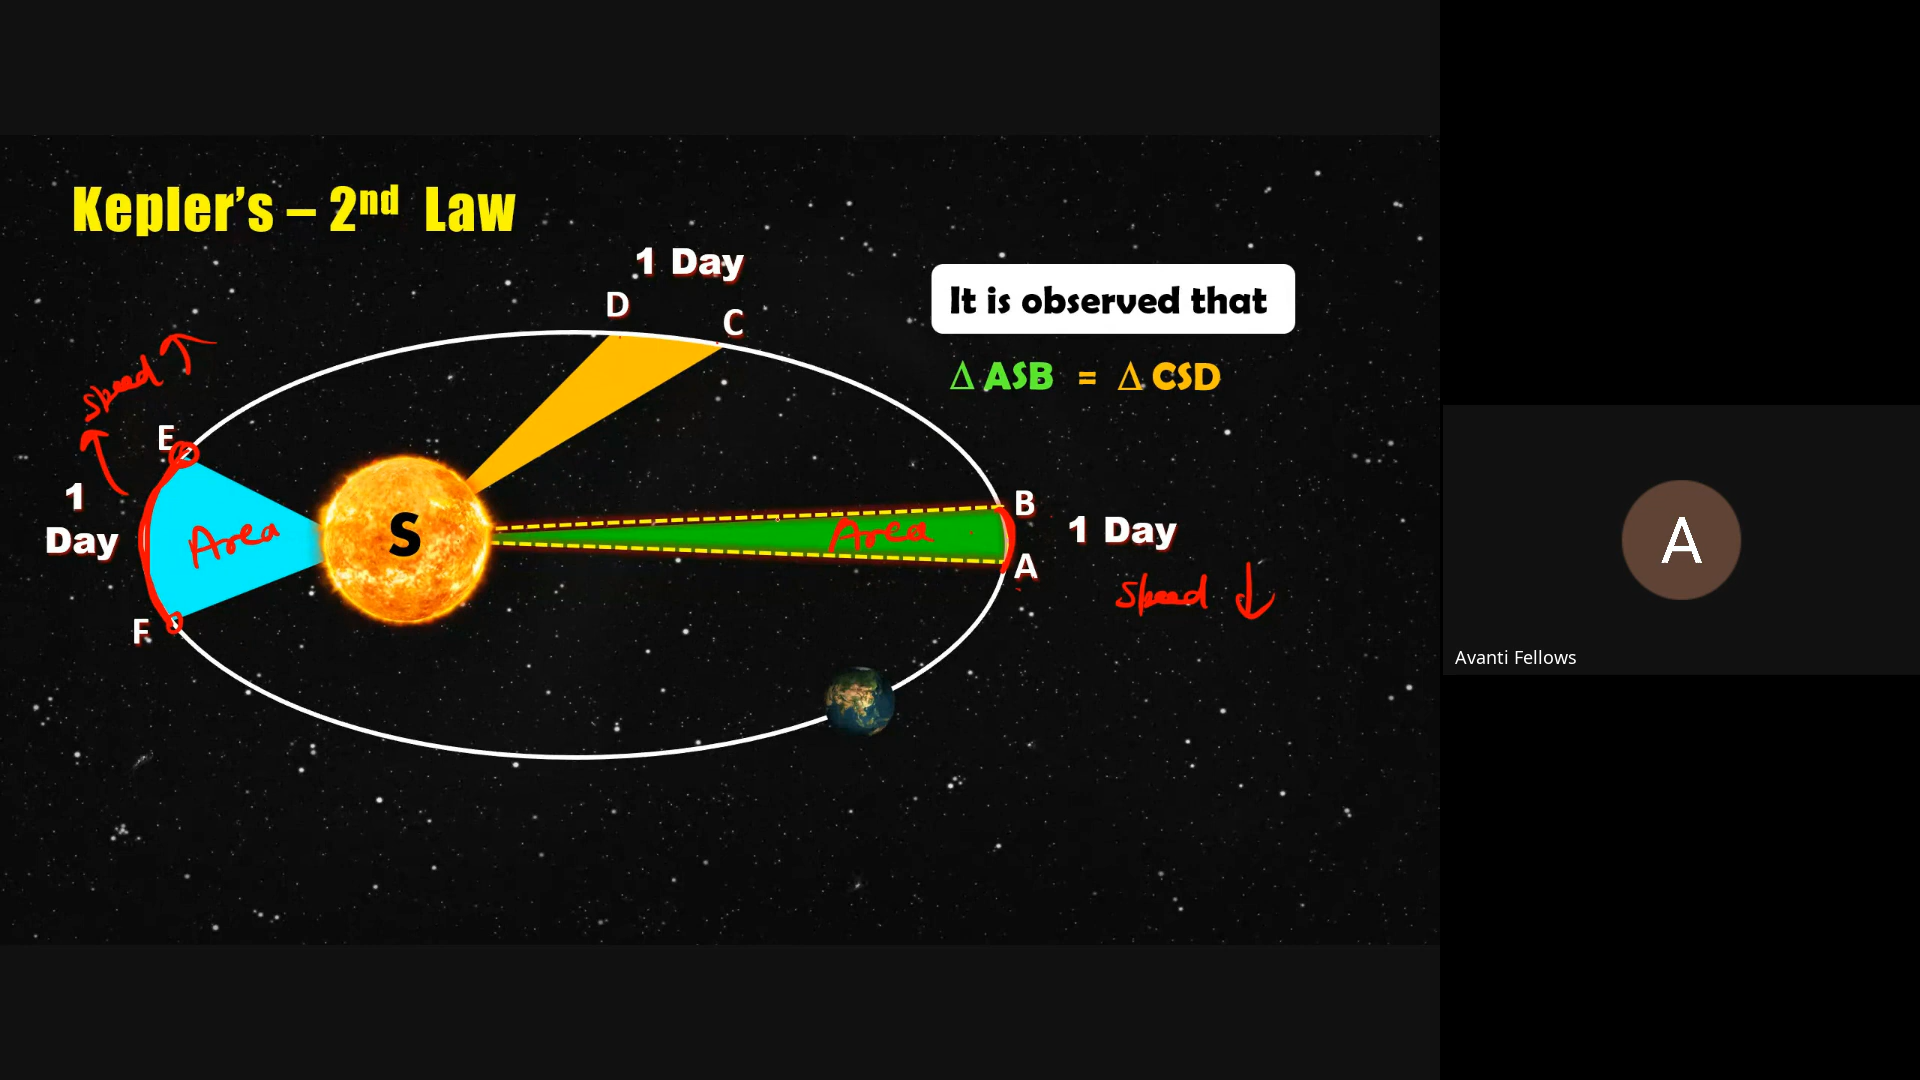 Kepler's – 2nd Law
1 Day
D
C
It is observed that
Δ ASB = Δ CSD
Speed ↑
E
1
Day
Area
S
Area
B
A
1 Day
Speed ↓
F
A
Avanti Fellows